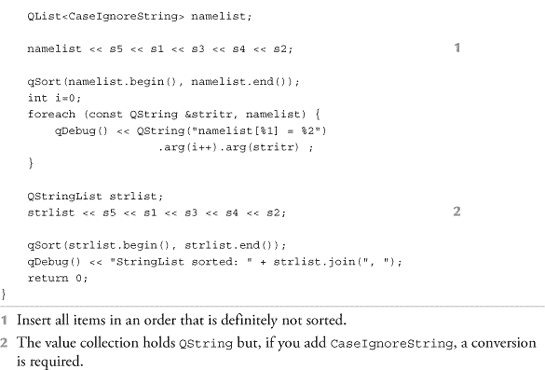 QList<CaseIgnoreString> namelist;
namelist << s5 << s1 << s3 << s4 << s2; 1
qSort(namelist.begin(), namelist.end());
int i=0;
foreach (const QString &stritr, namelist) {
qDebug() << QString("namelist[%1] = %2")
.arg(i++).arg(stritr) ;
}
QStringList strlist;
strlist << s5 << s1 << s3 << s4 << s2; 2
qSort(strlist.begin(), strlist.end());
qDebug() << "StringList sorted: " + strlist.join(", ");
return 0;
}
1 Insert all items in an order that is definitely not sorted.
2 The value collection holds QString but, if you add CaseIgnoreString, a conversion
is required.